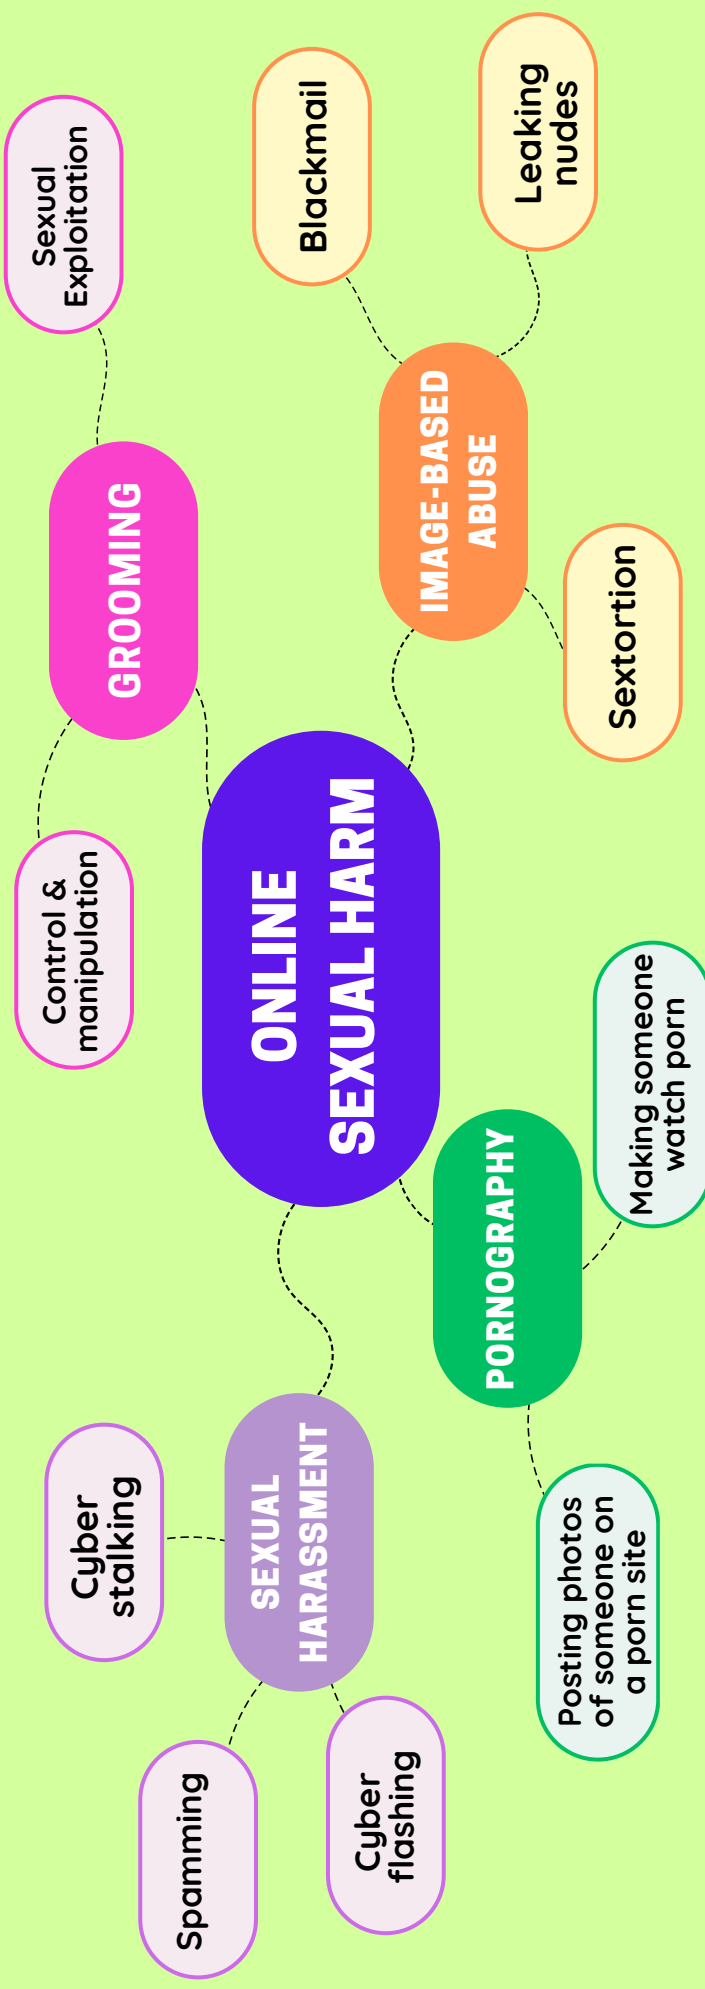 ONLINE
SEXUAL HARM
GROOMING
Control &
manipulation
Sexual
Exploitation
IMAGE-BASED
ABUSE
Blackmail
Leaking
nudes
Sextortion
PORNOGRAPHY
Making someone
watch porn
Posting photos
of someone on
a porn site
SEXUAL
HARASSMENT
Cyber
stalking
Spamming
Cyber
flashing